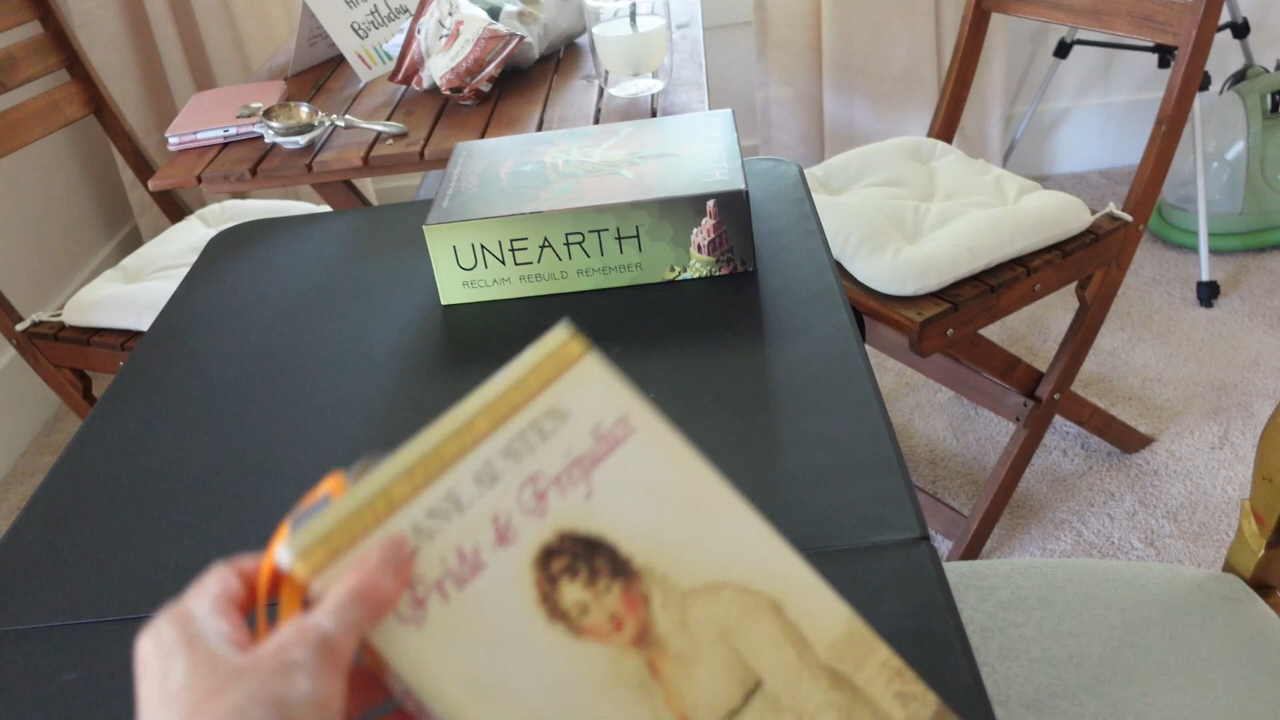 Birthday
UNEARTH
RECLAIM. REBUILD. REMEMBER.
JANE AUSTEN
Pride & Prejudice